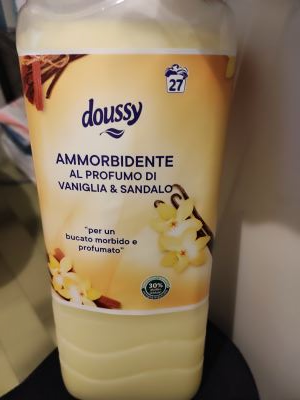 27
doussy
AMMORBIDENTE
AL PROFUMO DI
VANIGLIA & SANDALO
"per un
bucato morbido e
profumato"
30%